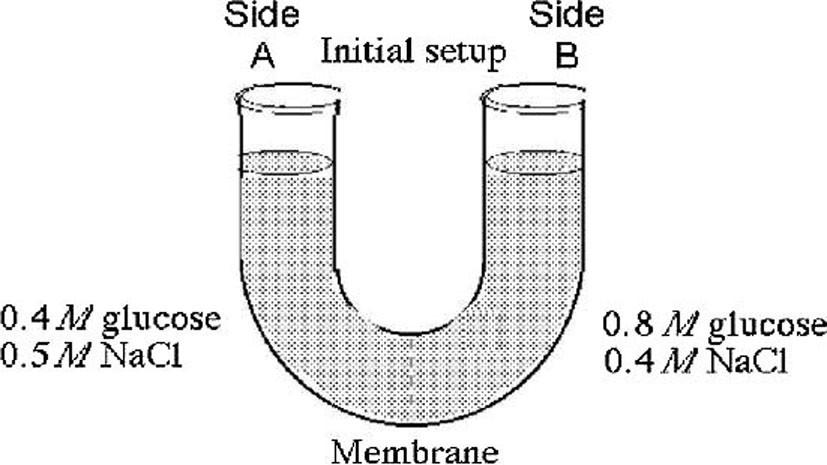 Side
A
Initial setup
Side
B
0.4 M glucose
0.5 M NaCl
0.8 M glucose
0.4 M NaCl
Membrane